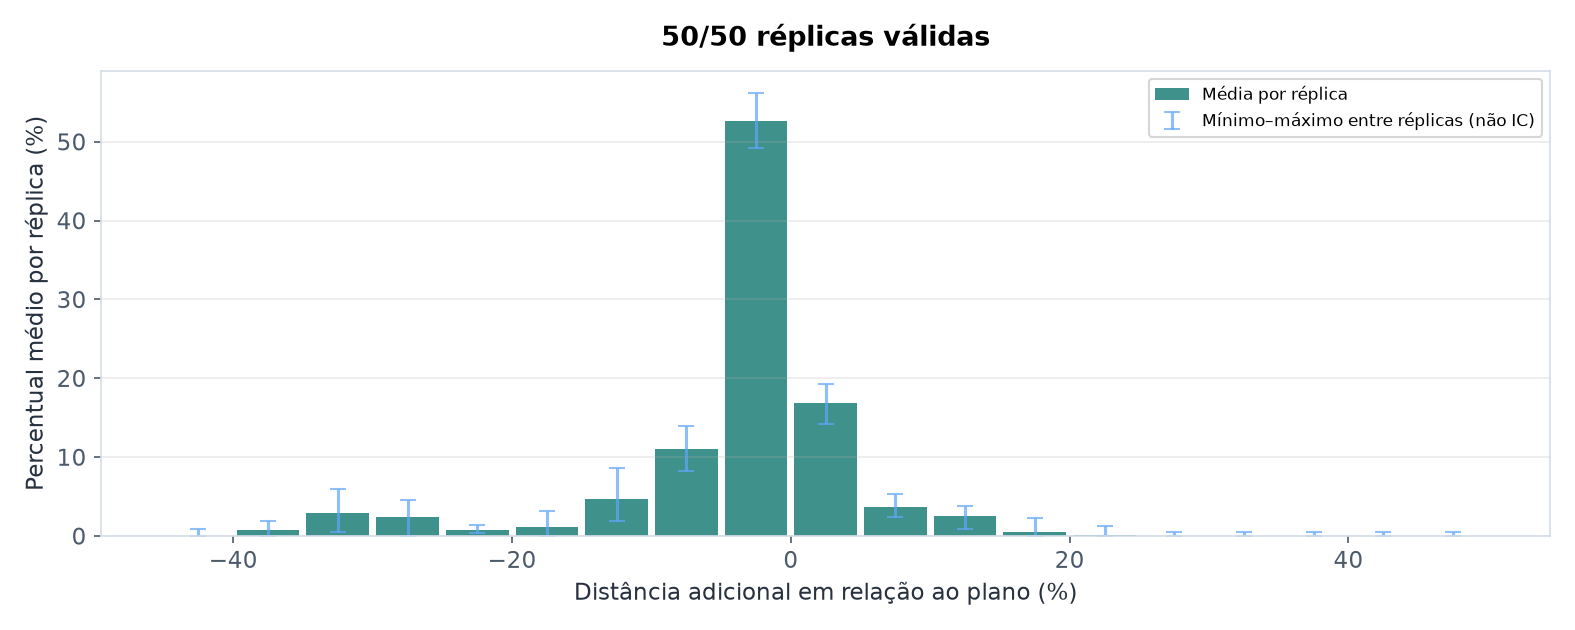 50/50 réplicas válidas
Média por réplica
Mínimo–máximo entre réplicas (não IC)
Percentual médio por réplica (%)
50
40
30
20
10
0
−40
−20
0
20
40
Distância adicional em relação ao plano (%)